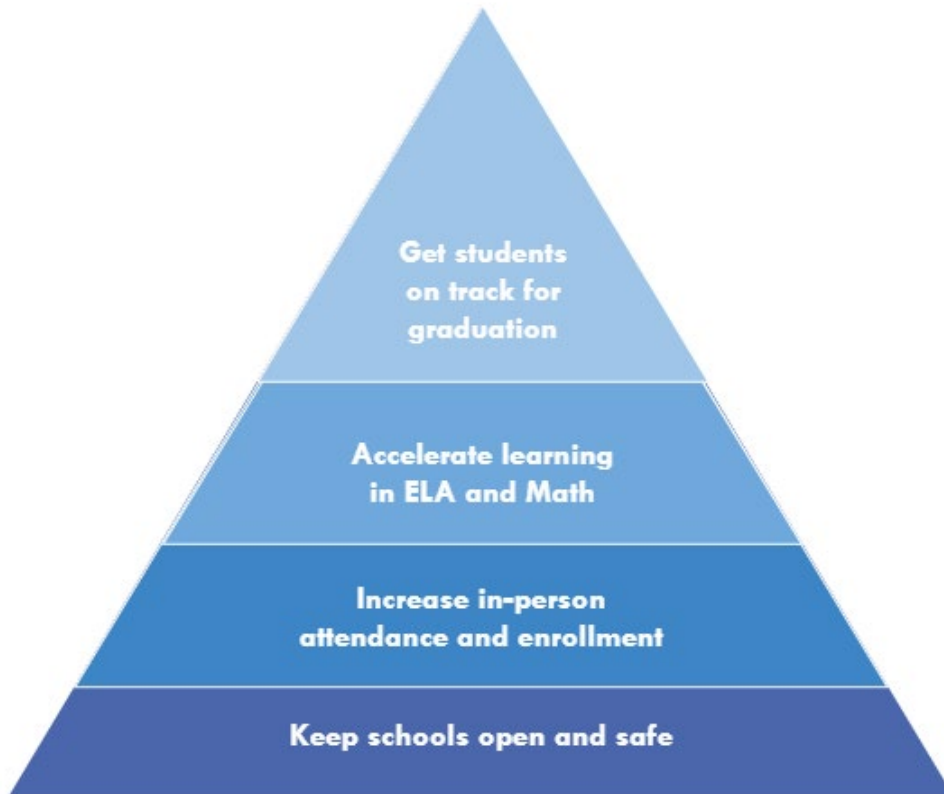 Get students
on track for
graduation
Accelerate learning
in ELA and Math
Increase in-person
attendance and enrollment
Keep schools open and safe